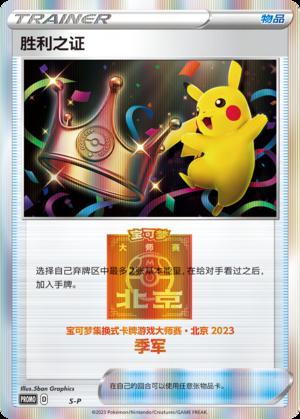 TRAINER
物品
胜利之证
宝可梦
大师赛
北京
选择自己弃牌区中最多2张基本能量，在给对手看过之后，
加入手牌。
宝可梦集换式卡牌游戏大师赛·北京 2023
季军
Illus.5ban Graphics
PROMO D S-P
在自己的回合可以使用任意张物品卡。
©2023 Pokémon/Nintendo/Creatures/GAME FREAK.